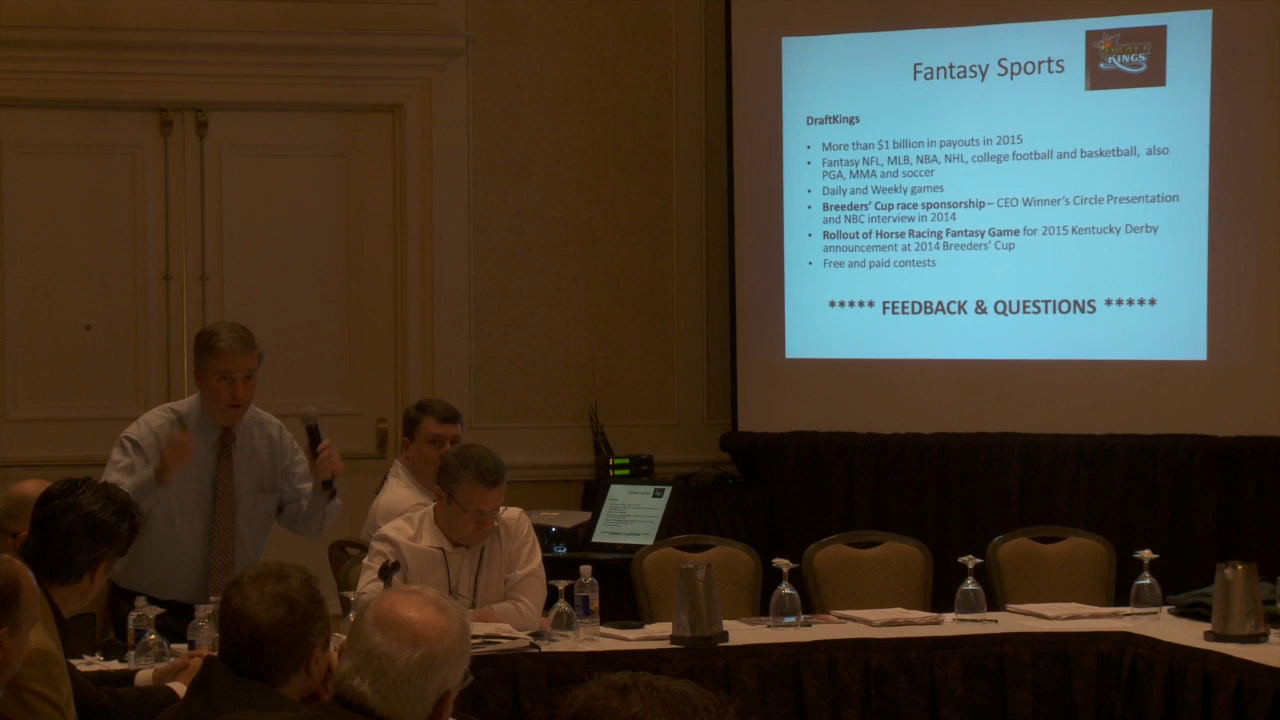 Fantasy Sports
KINGS
DraftKings
• More than $1 billion in payouts in 2015
• Fantasy NFL, MLB, NBA, NHL, college football and basketball, also
PGA, MMA and soccer
• Daily and Weekly games
• Breeders' Cup race sponsorship – CEO Winner's Circle Presentation
and NBC interview in 2014
• Rollout of Horse Racing Fantasy Game for 2015 Kentucky Derby
announcement at 2014 Breeders' Cup
• Free and paid contests
***** FEEDBACK & QUESTIONS *****
Fantasy Sports